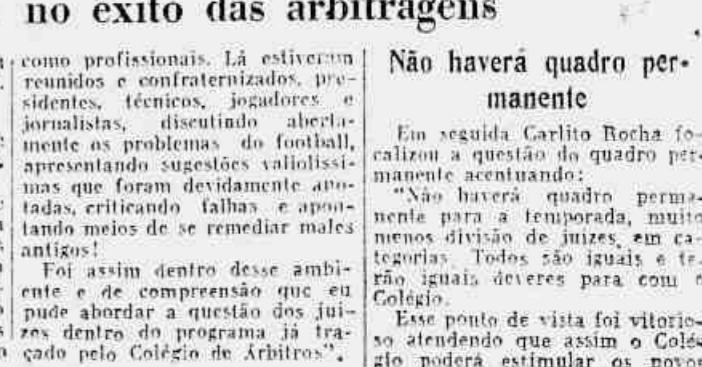 no êxito das arbitragens
como profissionais. Lá estiveram
reunidos e confraternizados, pre-
sidentes, técnicos, jogadores e
jornalistas, discutindo aberta-
mente os problemas do football,
apresentando sugestões valiolissi-
mas que foram devidamente ano-
tadas, criticando falhas e apon-
tando meios de se remediar males
antigos!
Foi assim dentro desse ambi-
ente e de compreensão que eu
pude abordar a questão dos jui-
zes dentro do programa já tra-
çado pelo Colégio de Árbitros".
Não haverá quadro per-
manente
Em seguida Carlito Rocha fo-
calizou a questão do quadro per-
manente acentuando:
"Não haverá quadro perma-
nente para a temporada, muito
menos divisão de juizes em ca-
tegorias. Todos são iguais e te-
rão iguais deveres para com o
Colégio.
Esse ponto de vista foi vitorio-
so atendendo que assim o Colé-
gio poderá estimular os novos